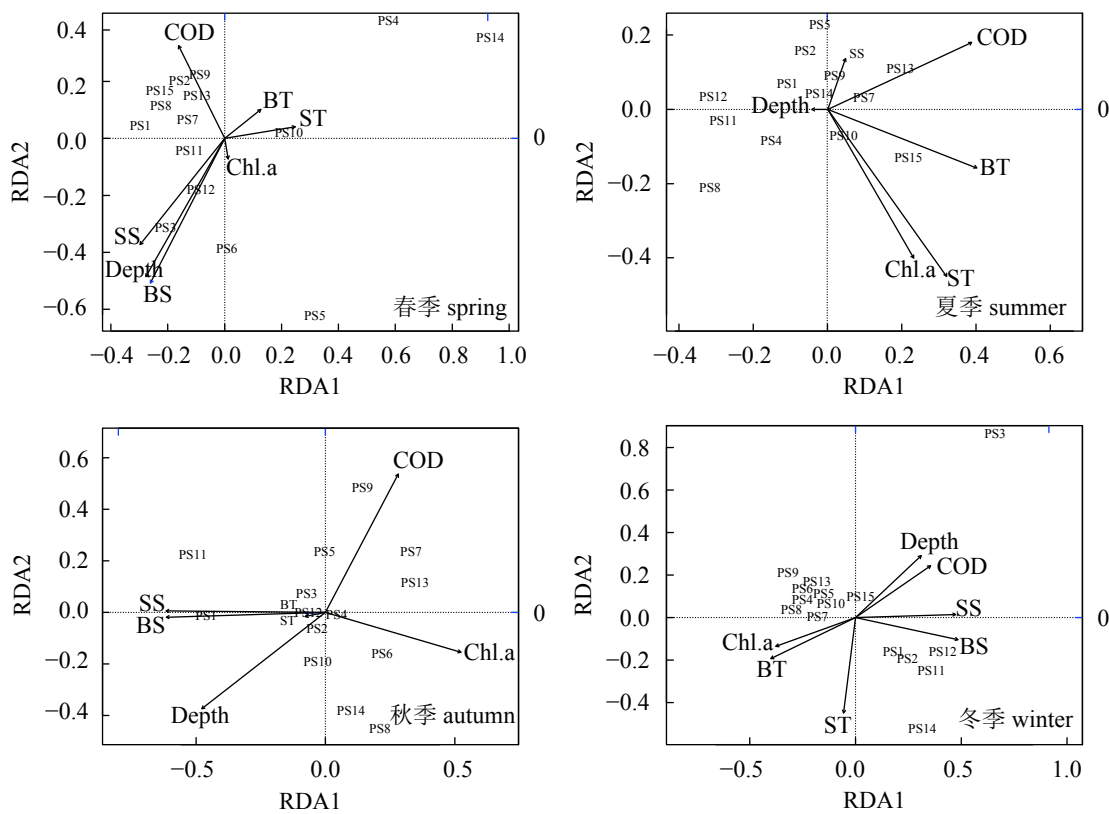 0.4
0.2
0.0
−0.2
−0.4
−0.6
RDA2
COD
PS4
PS14
PS9
PS2
PS15
PS13
PS8
PS7
PS1
BT
ST
PS10
PS11
Chl.a
PS12
PS3
SS
PS6
Depth
BS
PS5
春季 spring
0
−0.4
−0.2
0.0
0.2
0.4
0.6
0.8
1.0
RDA1
0.2
0.0
−0.2
−0.4
RDA2
PS5
COD
PS2
SS
PS13
PS9
PS1
PS14
PS7
PS12
Depth
PS11
PS10
PS4
PS15
BT
PS8
Chl.a
ST
夏季 summer
0
−0.4
−0.2
0.0
0.2
0.4
0.6
RDA1
0.6
0.4
0.2
0.0
−0.2
−0.4
RDA2
COD
PS9
PS11
PS5
PS7
PS13
PS3
BT
SS
PS1
PS12
PS4
BS
ST
PS2
PS6
Chl.a
PS10
Depth
PS14
PS8
秋季 autumn
0
−0.5
0.0
0.5
RDA1
0.8
0.6
0.4
0.2
0.0
−0.2
−0.4
RDA2
PS3
Depth
COD
PS9
PS13
PS6
PS5
PS4
PS10
PS15
PS8
PS7
SS
Chl.a
BT
PS1
PS2
PS12
BS
PS11
ST
PS14
冬季 winter
0
−0.5
0.0
0.5
1.0
RDA1